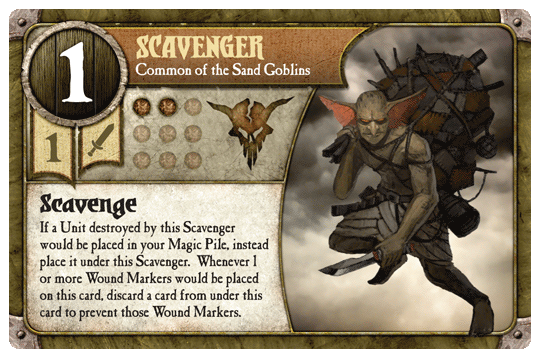 1
SCAVENGER
Common of the Sand Goblins
1
Scavenge
If a Unit destroyed by this Scavenger
would be placed in your Magic Pile, instead
place it under this Scavenger. Whenever 1
or more Wound Markers would be placed
on this card, discard a card from under this
card to prevent those Wound Markers.